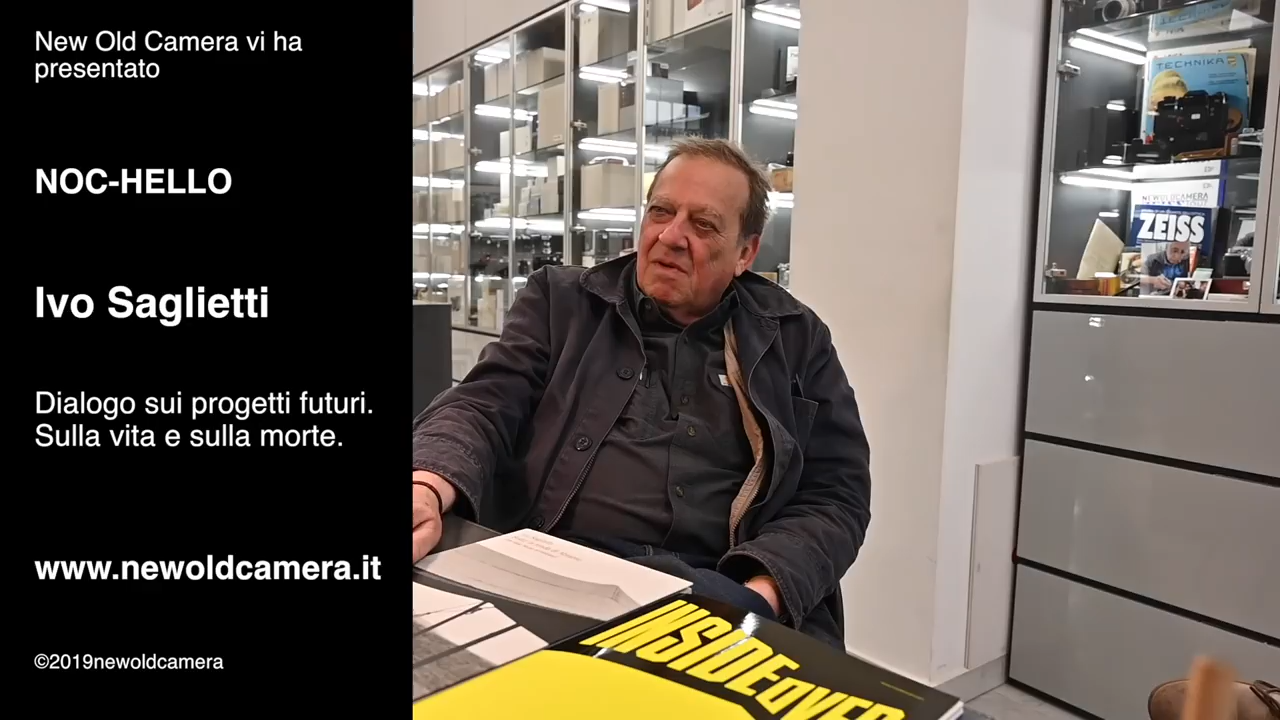 New Old Camera vi ha
presentato
NOC-HELLO
Ivo Saglietti
Dialogo sui progetti futuri.
Sulla vita e sulla morte.
www.newoldcamera.it
©2019newoldcamera
TECHNIKA
NEWOLDCAMERA
ZEISS
INSIDEOVER